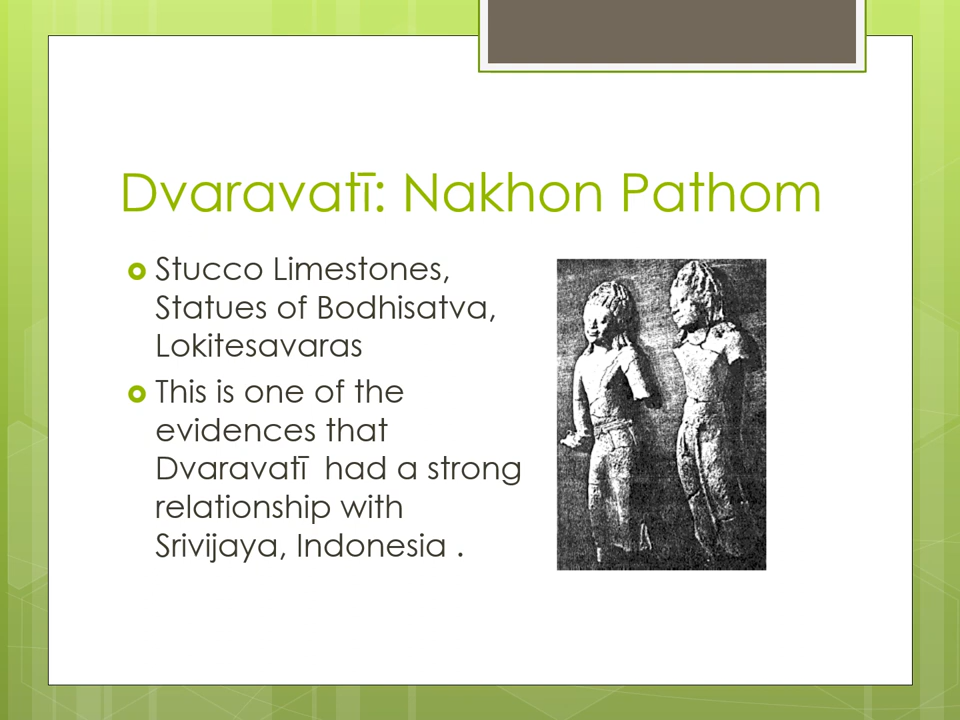 Dvaravatī: Nakhon Pathom
Stucco Limestones,
Statues of Bodhisatva,
Lokitesavaras
This is one of the
evidences that
Dvaravatī  had a strong
relationship with
Srivijaya, Indonesia .